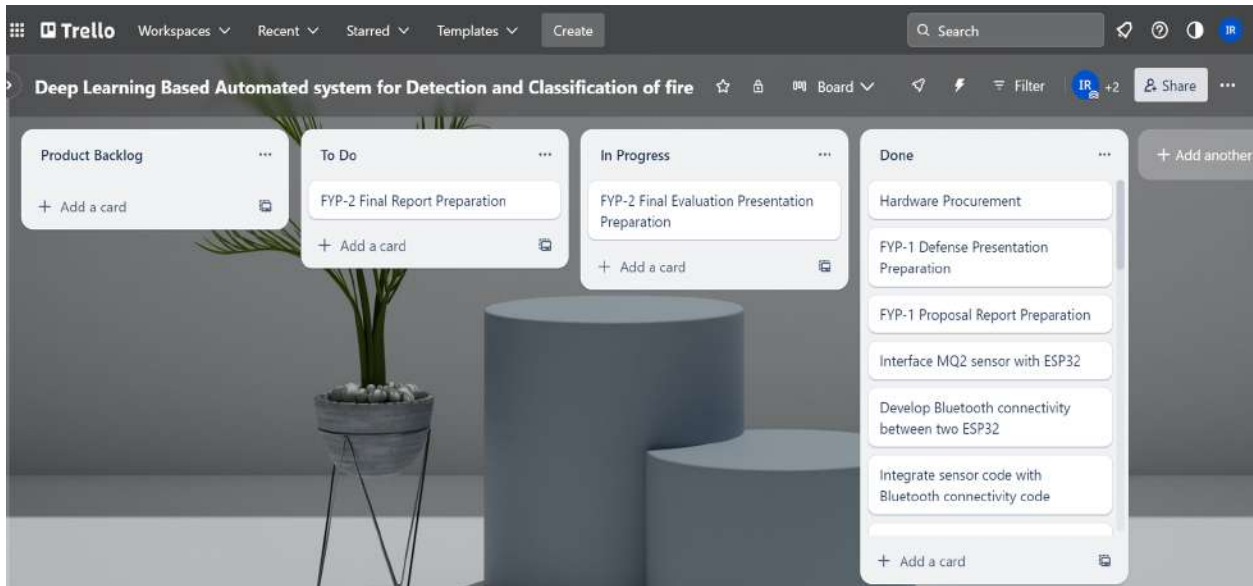 Trello Workspaces Recent Starred Templates Create Search IR
Deep Learning Based Automated system for Detection and Classification of fire Board Filter IR +2 Share
Product Backlog
+ Add a card
To Do
FYP-2 Final Report Preparation
+ Add a card
In Progress
FYP-2 Final Evaluation Presentation
Preparation
+ Add a card
Done
Hardware Procurement
FYP-1 Defense Presentation
Preparation
FYP-1 Proposal Report Preparation
Interface MQ2 sensor with ESP32
Develop Bluetooth connectivity
between two ESP32
Integrate sensor code with
Bluetooth connectivity code
+ Add a card
+ Add another